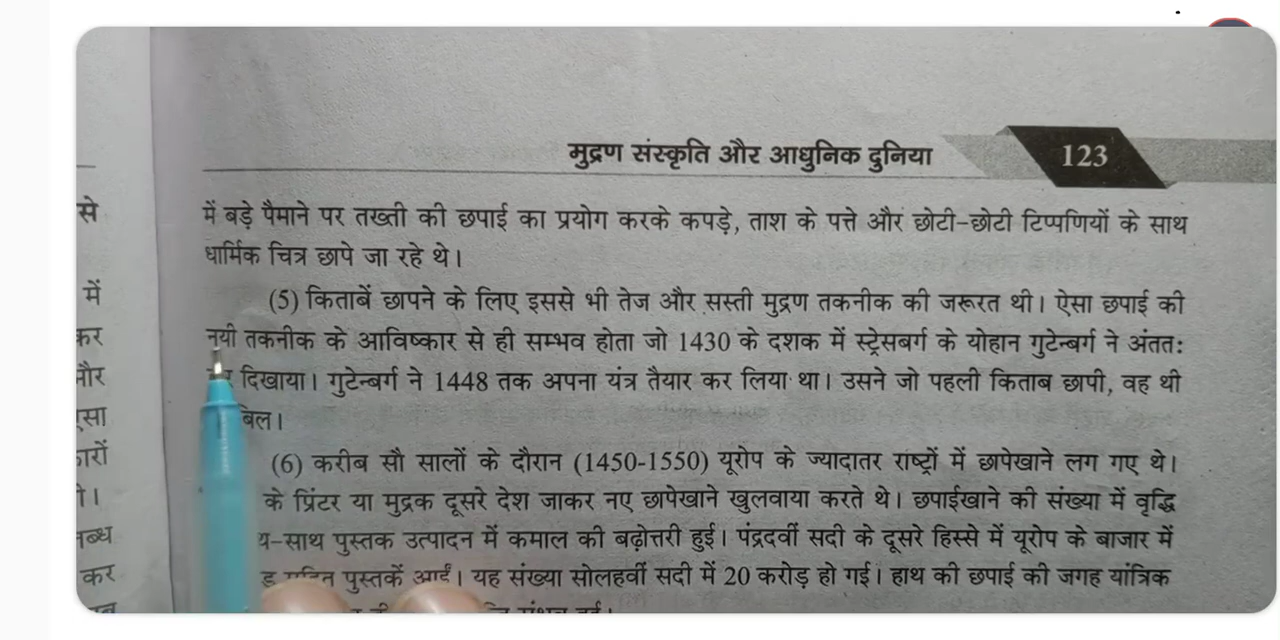 मुद्रण संस्कृति और आधुनिक दुनिया 123
में बड़े पैमाने पर तख्ती की छपाई का प्रयोग करके कपड़े, ताश के पत्ते और छोटी-छोटी टिप्पणियों के साथ
धार्मिक चित्र छापे जा रहे थे।
(5) किताबें छापने के लिए इससे भी तेज और सस्ती मुद्रण तकनीक की जरूरत थी। ऐसा छपाई की
नयी तकनीक के आविष्कार से ही सम्भव होता जो 1430 के दशक में स्ट्रेसबर्ग के योहान गुटेन्बर्ग ने अंततः
दिखाया। गुटेन्बर्ग ने 1448 तक अपना यंत्र तैयार कर लिया था। उसने जो पहली किताब छापी, वह थी
बिल।
(6) करीब सौ सालों के दौरान (1450-1550) यूरोप के ज्यादातर राष्ट्रों में छापेखाने लग गए थे।
के प्रिंटर या मुद्रक दूसरे देश जाकर नए छापेखाने खुलवाया करते थे। छपाईखाने की संख्या में वृद्धि
य-साथ पुस्तक उत्पादन में कमाल की बढ़ोत्तरी हुई। पंद्रदवीं सदी के दूसरे हिस्से में यूरोप के बाजार में
पुस्तकें आईं। यह संख्या सोलहवीं सदी में 20 करोड़ हो गई। हाथ की छपाई की जगह यांत्रिक
से
में
कर